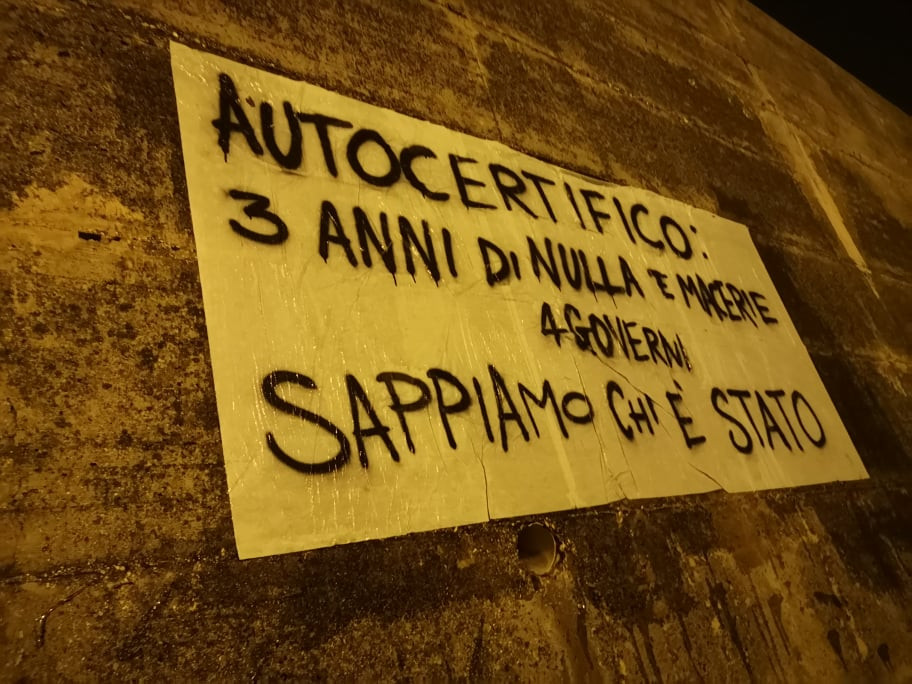 AUTOCERTIFICO:
3 ANNI DI NULLA E MACERIE
4 GOVERNI
SAPPIAMO CHI È STATO